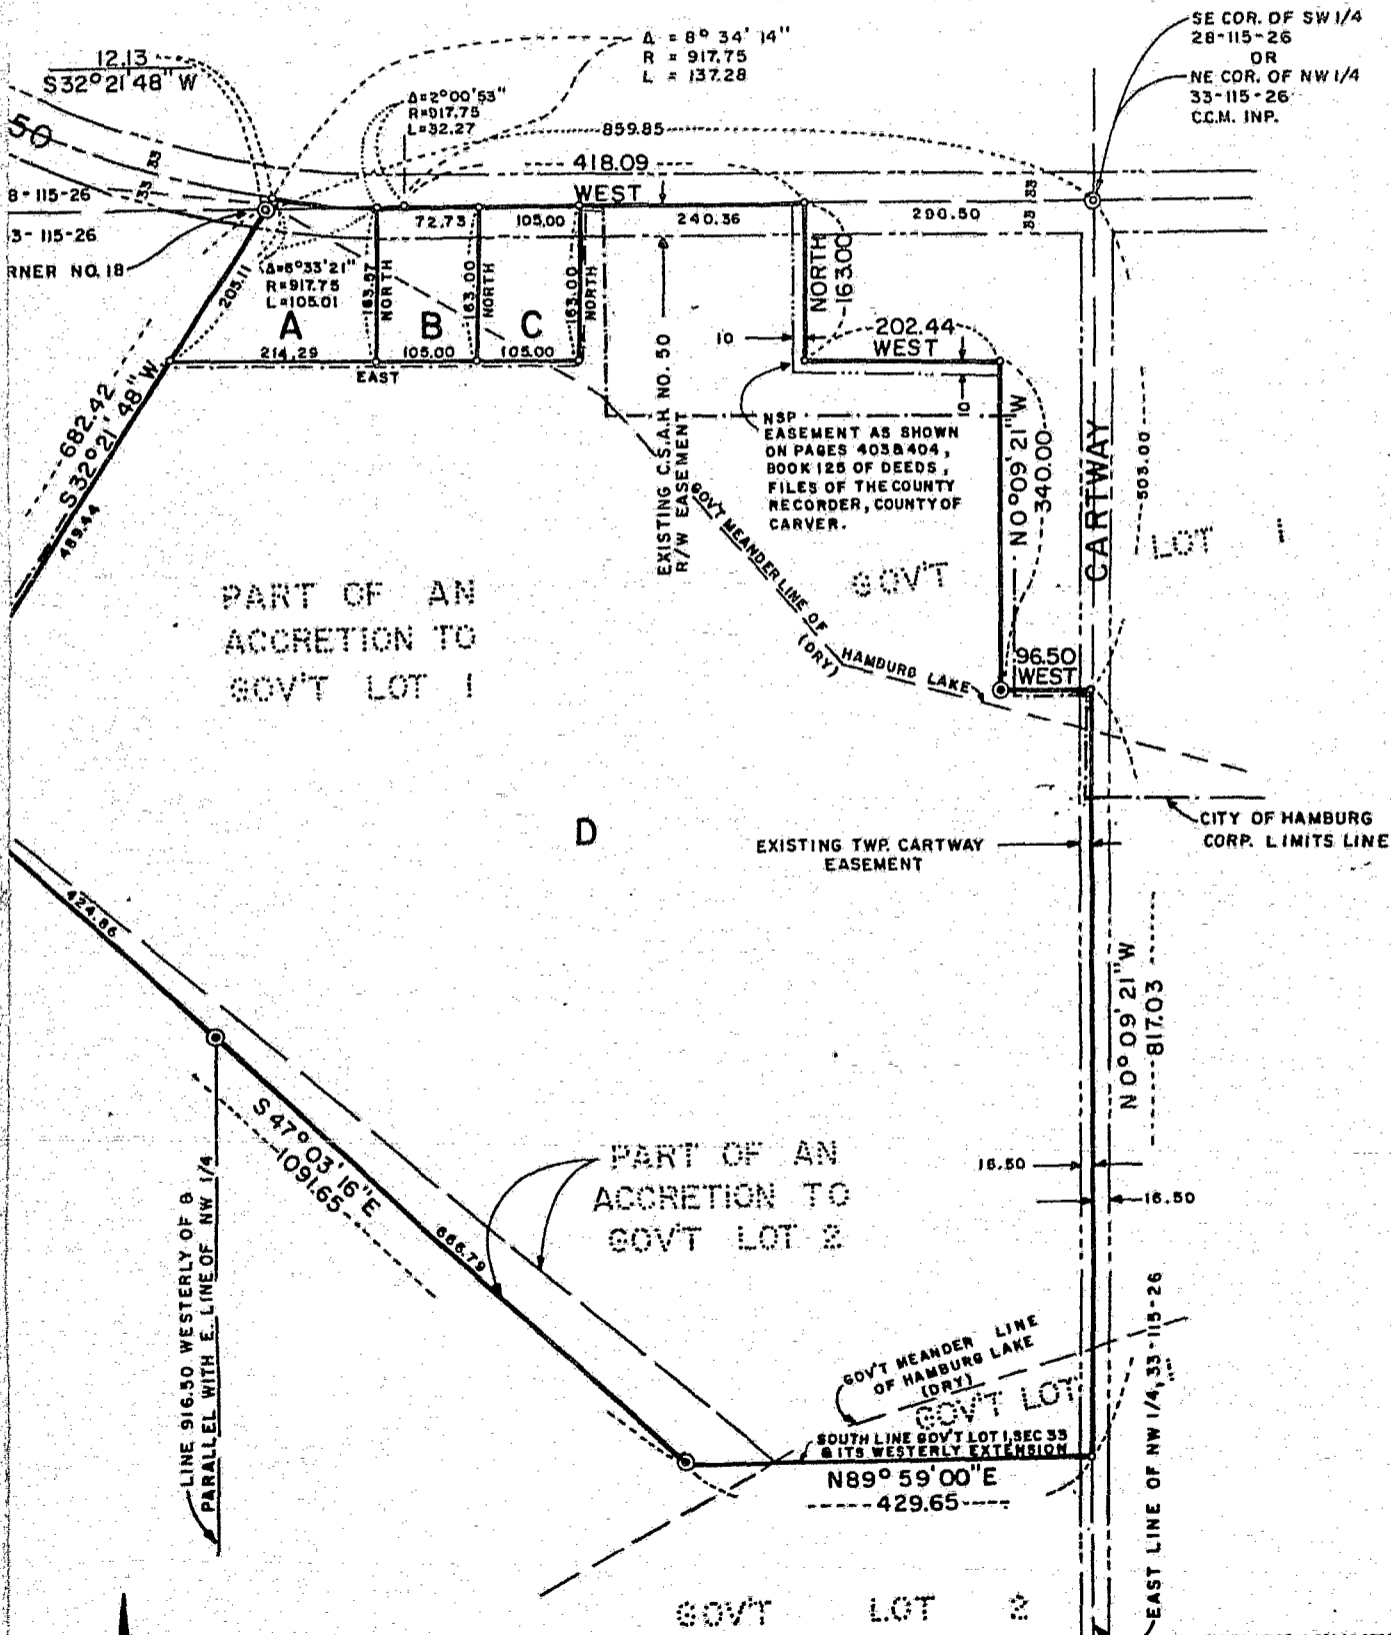 12.13
S32°21'48"W
Δ = 8° 34' 14"
R = 917.75
L = 137.28
SE COR. OF SW 1/4
28-115-26
OR
NE COR. OF NW 1/4
33-115-26
C.C.M. INP.
Δ=2°00'53"
R=917.75
L=32.27
859.85
50
418.09
WEST
33
33
33
33
8-115-26
3-115-26
RNER NO. 18
72.73
105.00
240.36
290.50
Δ=6°33'21"
R=917.75
L=105.01
205.11
163.57
NORTH
163.00
NORTH
163.00
NORTH
NORTH
163.00
A
B
C
214.29
105.00
105.00
EAST
10
202.44
WEST
10
682.42
S32°21'48"W
469.44
EXISTING C.S.A.H. NO. 50
R/W EASEMENT
NSP
EASEMENT AS SHOWN
ON PAGES 403&404,
BOOK 125 OF DEEDS,
FILES OF THE COUNTY
RECORDER, COUNTY OF
CARVER.
N0°09'21"W
340.00
CARTWAY
503.00
LOT 1
GOV'T
GOV'T MEANDER LINE OF
(DRY)
HAMBURG LAKE
PART OF AN
ACCRETION TO
GOV'T LOT 1
96.50
WEST
CITY OF HAMBURG
CORP. LIMITS LINE
D
EXISTING TWP. CARTWAY
EASEMENT
424.86
N0°09'21"W
817.03
S47°03'16"E
1091.65
666.79
PART OF AN
ACCRETION TO
GOV'T LOT 2
16.50
16.50
LINE 916.50 WESTERLY OF &
PARALLEL WITH E. LINE OF NW 1/4
GOV'T MEANDER LINE
OF HAMBURG LAKE
(DRY)
GOV'T LOT
SOUTH LINE GOV'T LOT 1, SEC 33
& ITS WESTERLY EXTENSION
N89°59'00"E
429.65
EAST LINE OF NW 1/4, 33-115-26
GOV'T LOT 2